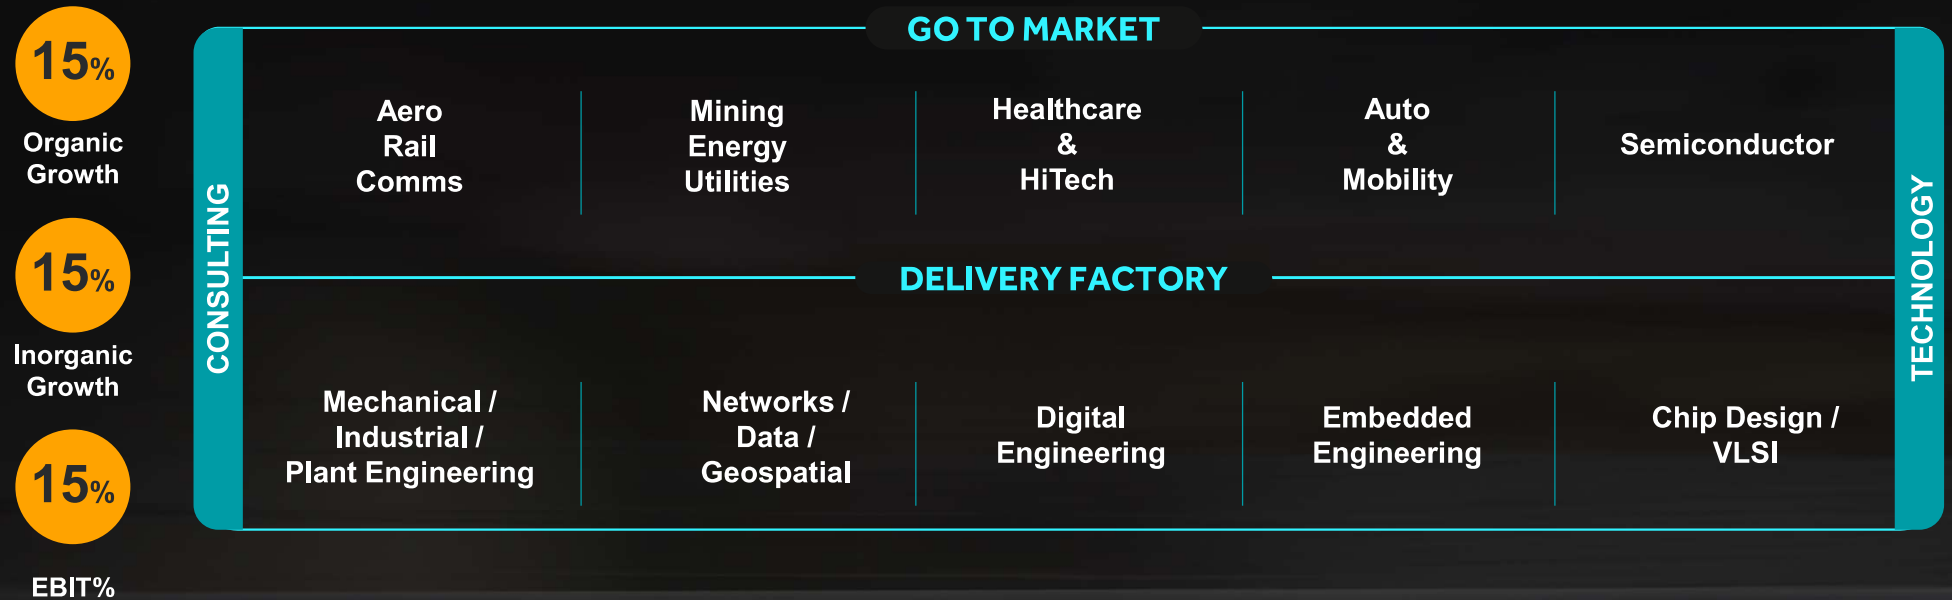 15%
Organic
Growth
15%
Inorganic
Growth
15%
EBIT%
CONSULTING
GO TO MARKET
Aero
Rail
Comms
Mining
Energy
Utilities
Healthcare
&
HiTech
Auto
&
Mobility
Semiconductor
DELIVERY FACTORY
Mechanical /
Industrial /
Plant Engineering
Networks /
Data /
Geospatial
Digital
Engineering
Embedded
Engineering
Chip Design /
VLSI
TECHNOLOGY